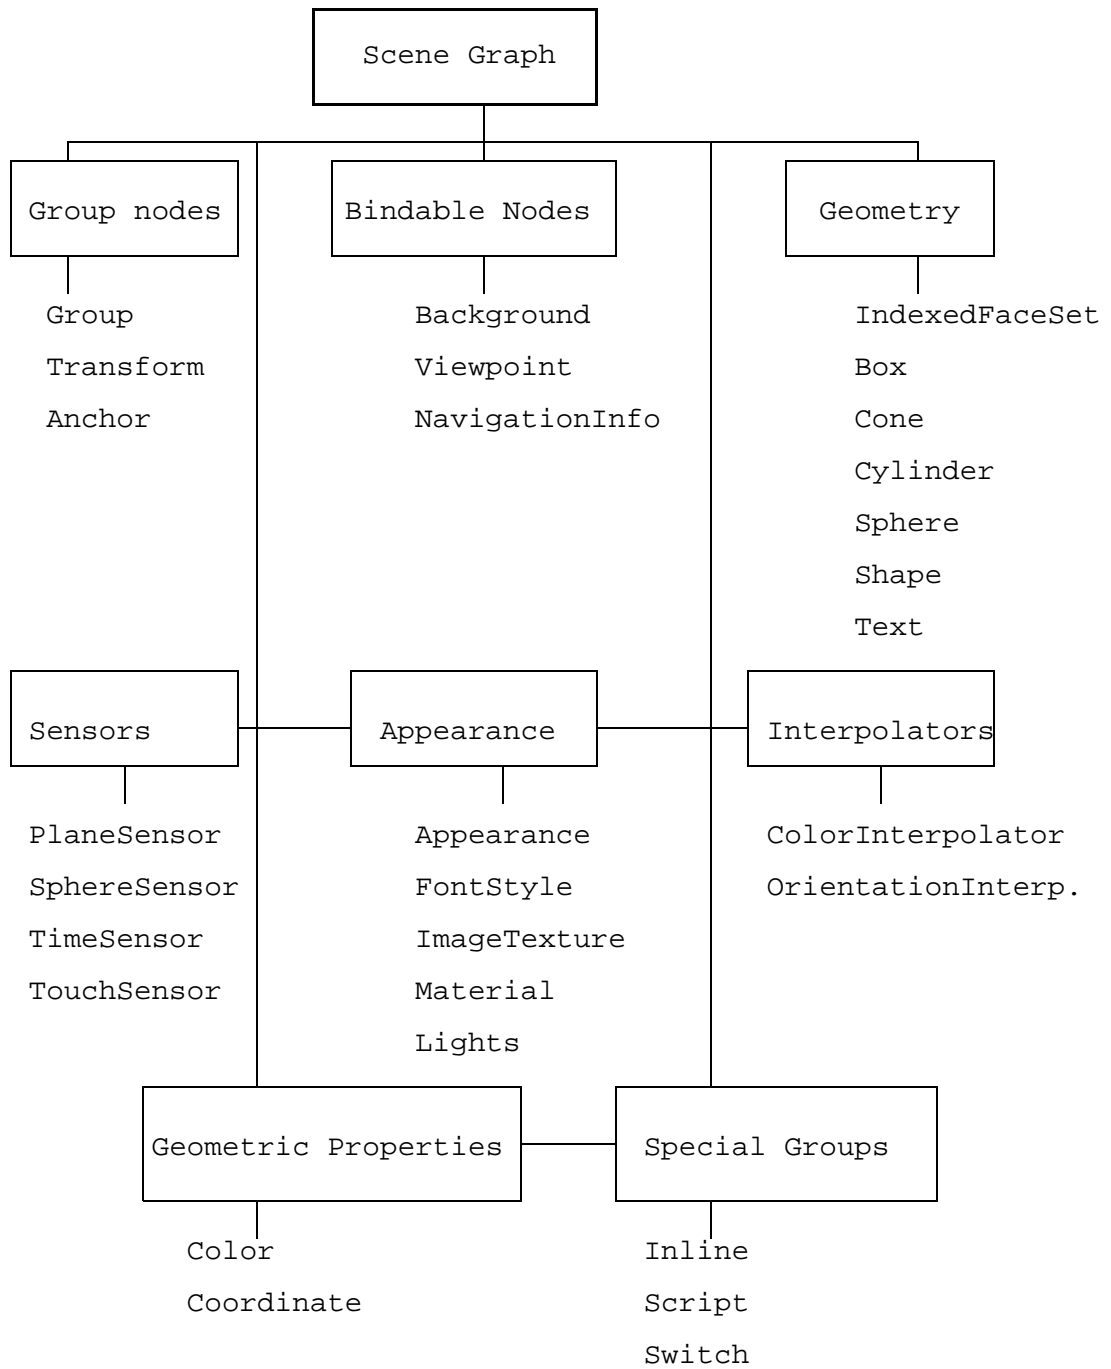 Scene Graph
Group nodes
Bindable Nodes
Geometry
Group
Transform
Anchor
Background
Viewpoint
NavigationInfo
IndexedFaceSet
Box
Cone
Cylinder
Sphere
Shape
Text
Sensors
Appearance
Interpolators
PlaneSensor
SphereSensor
TimeSensor
TouchSensor
Appearance
FontStyle
ImageTexture
Material
Lights
ColorInterpolator
OrientationInterp.
Geometric Properties
Special Groups
Color
Coordinate
Inline
Script
Switch